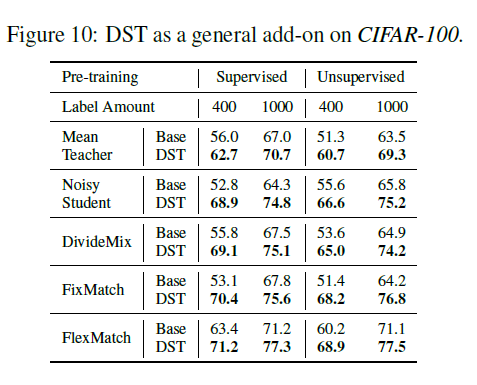 Figure 10: DST as a general add-on on CIFAR-100.
Pre-training Supervised Unsupervised
Label Amount 400 1000 400 1000
Mean Base 56.0 67.0 51.3 63.5
Teacher DST 62.7 70.7 60.7 69.3
Noisy Base 52.8 64.3 55.6 65.8
Student DST 68.9 74.8 66.6 75.2
DivideMix Base 55.8 67.5 53.6 64.9
DST 69.1 75.1 65.0 74.2
FixMatch Base 53.1 67.8 51.4 64.2
DST 70.4 75.6 68.2 76.8
FlexMatch Base 63.4 71.2 60.2 71.1
DST 71.2 77.3 68.9 77.5